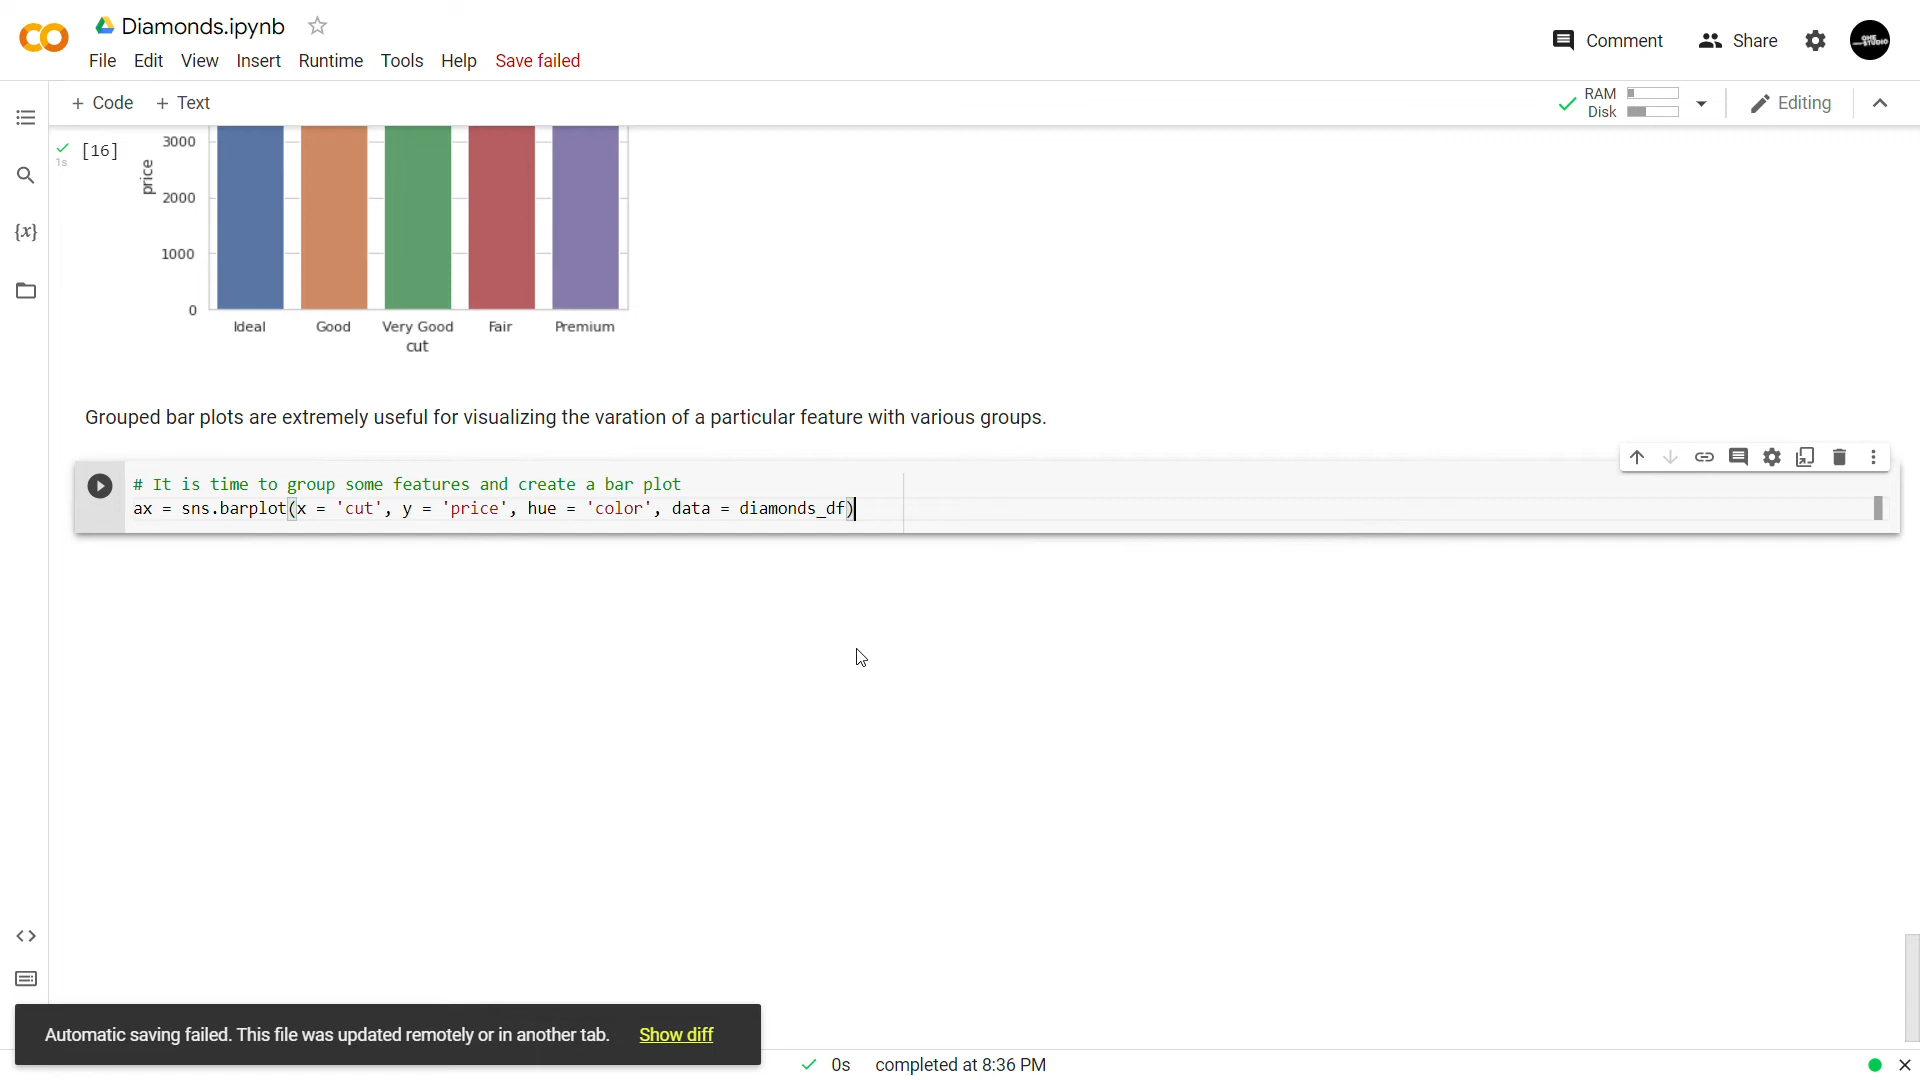 Diamonds.ipynb
File Edit View Insert Runtime Tools Help Save failed
Comment Share
+ Code + Text
RAM
Disk
Editing
[16]
1s
price
3000
2000
1000
0
Ideal Good Very Good Fair Premium
cut
Grouped bar plots are extremely useful for visualizing the varation of a particular feature with various groups.
# It is time to group some features and create a bar plot
ax = sns.barplot(x = 'cut', y = 'price', hue = 'color', data = diamonds_df)
{x}
Automatic saving failed. This file was updated remotely or in another tab. Show diff
0s completed at 8:36 PM